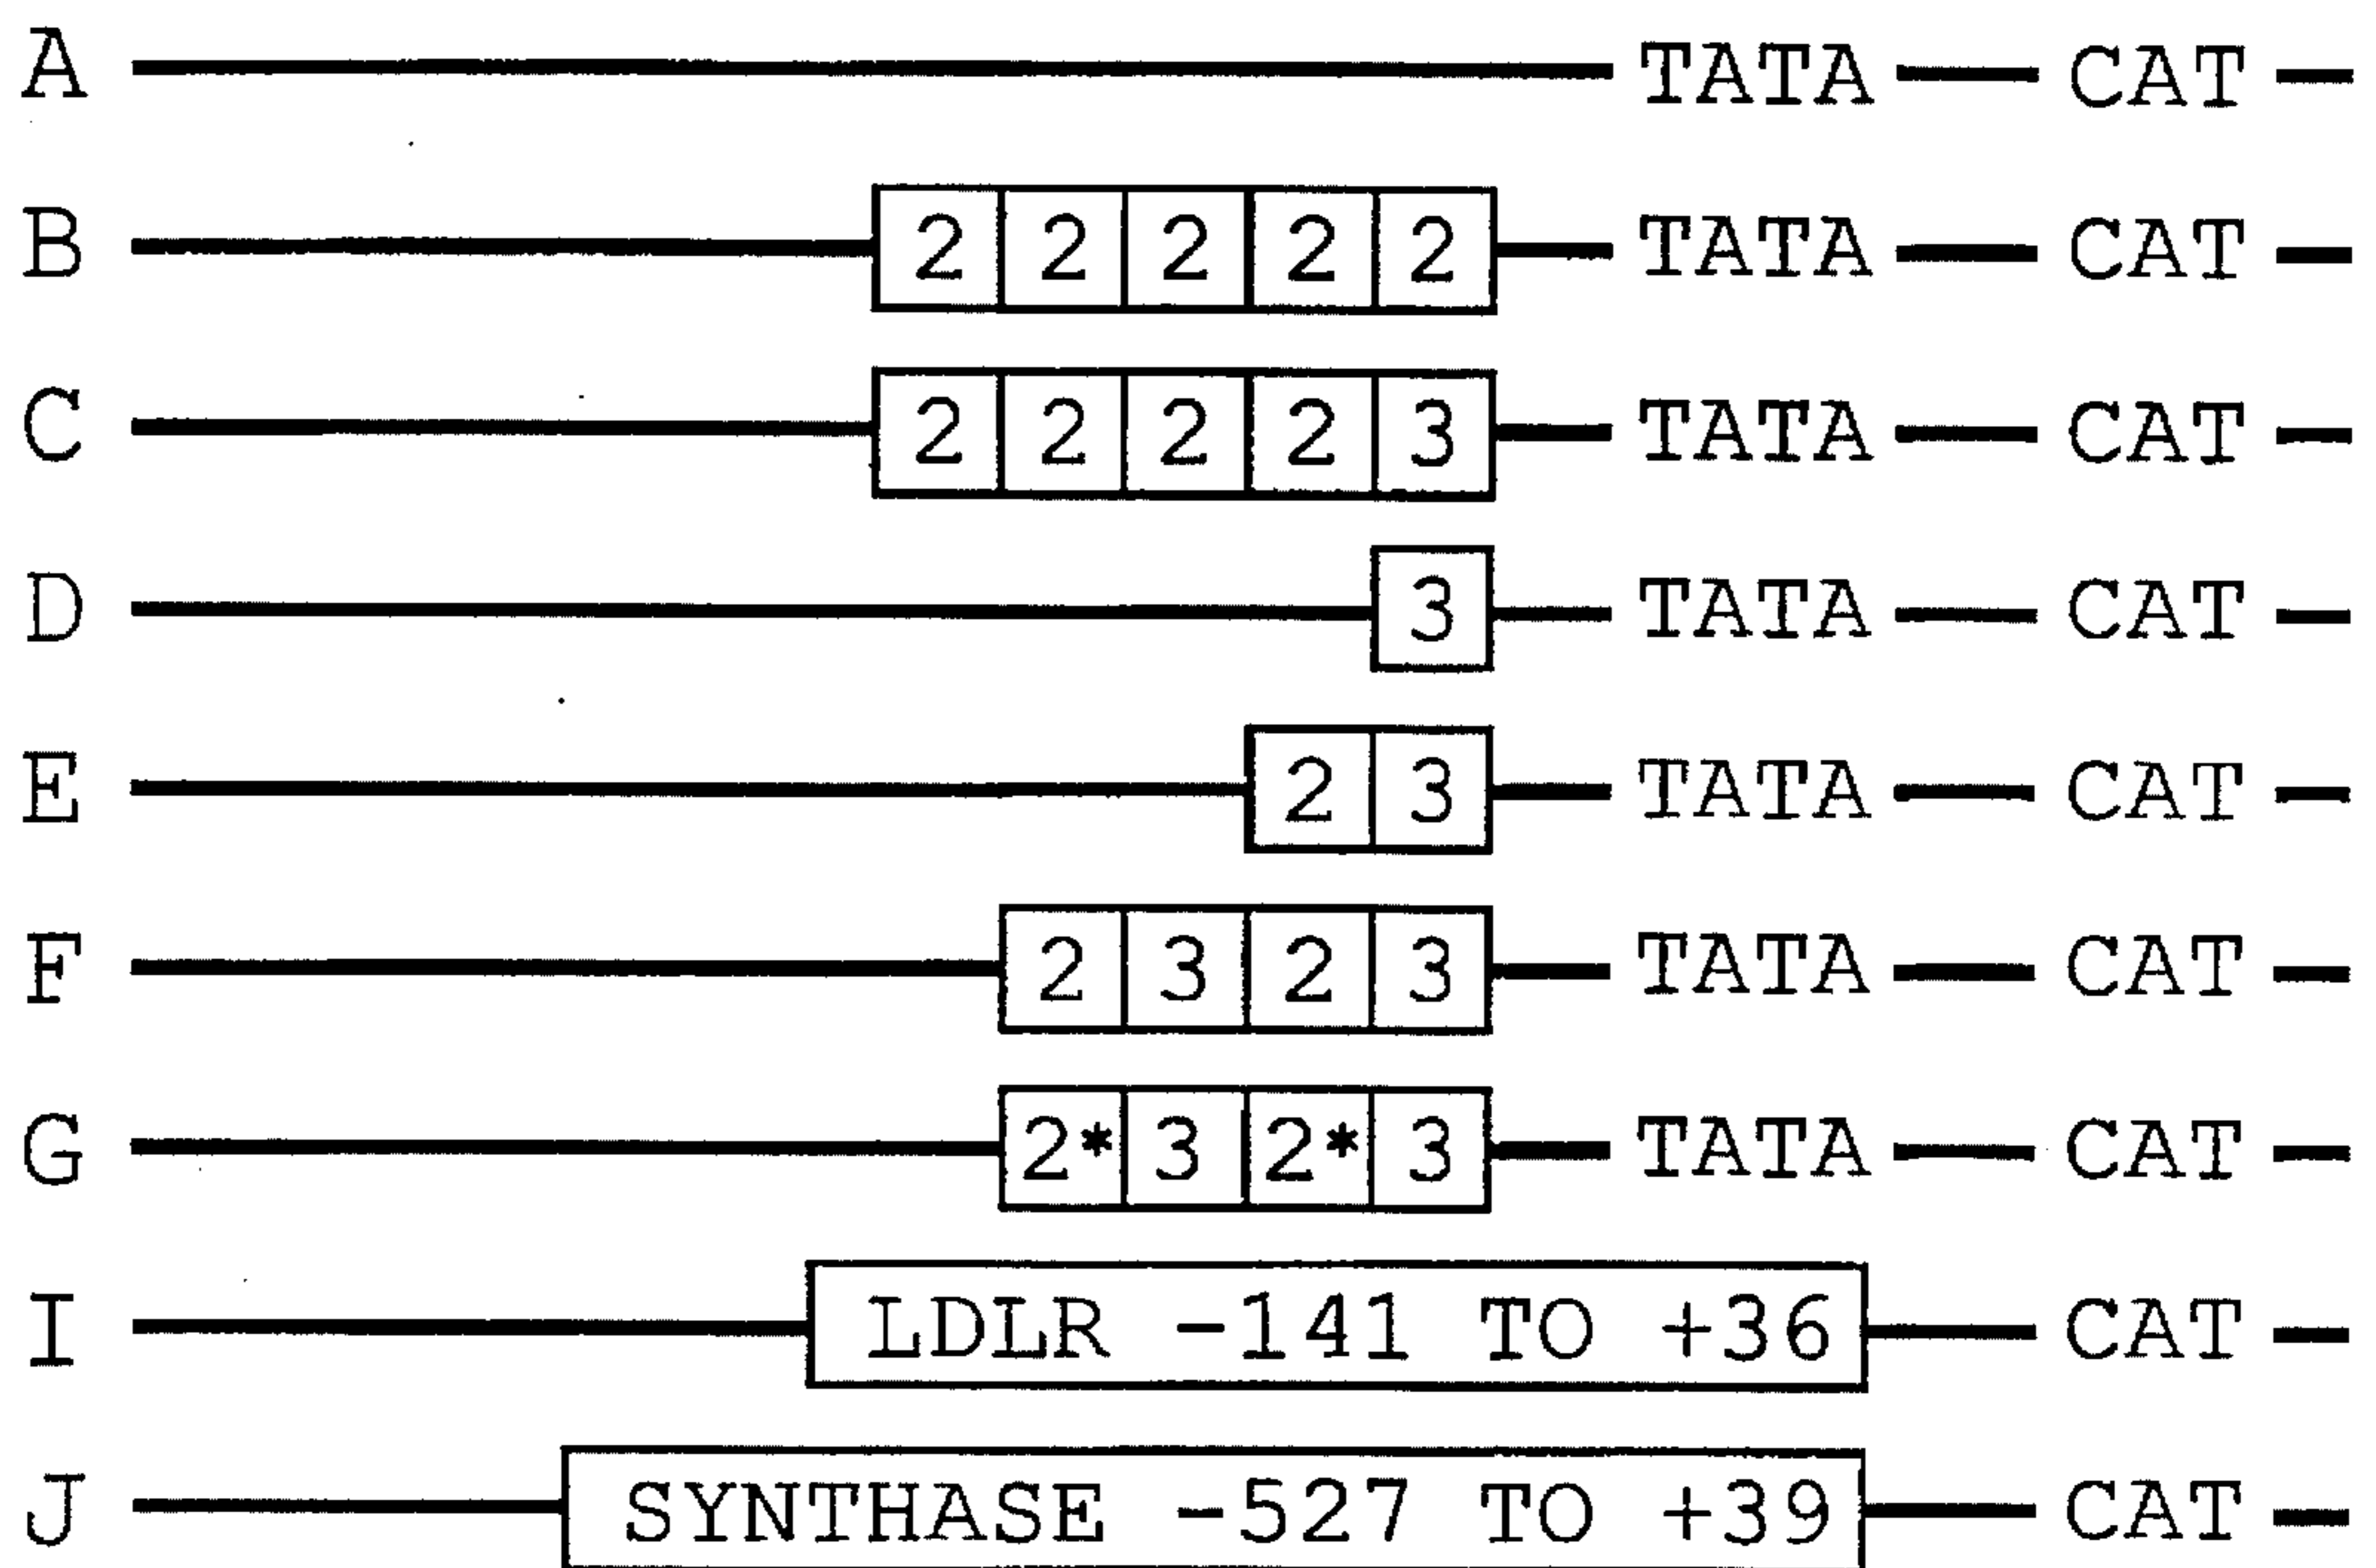 A TATA CAT
B 2 2 2 2 2 TATA CAT
C 2 2 2 2 3 TATA CAT
D 3 TATA CAT
E 2 3 TATA CAT
F 2 3 2 3 TATA CAT
G 2* 3 2* 3 TATA CAT
I LDLR -141 TO +36 CAT
J SYNTHASE -527 TO +39 CAT